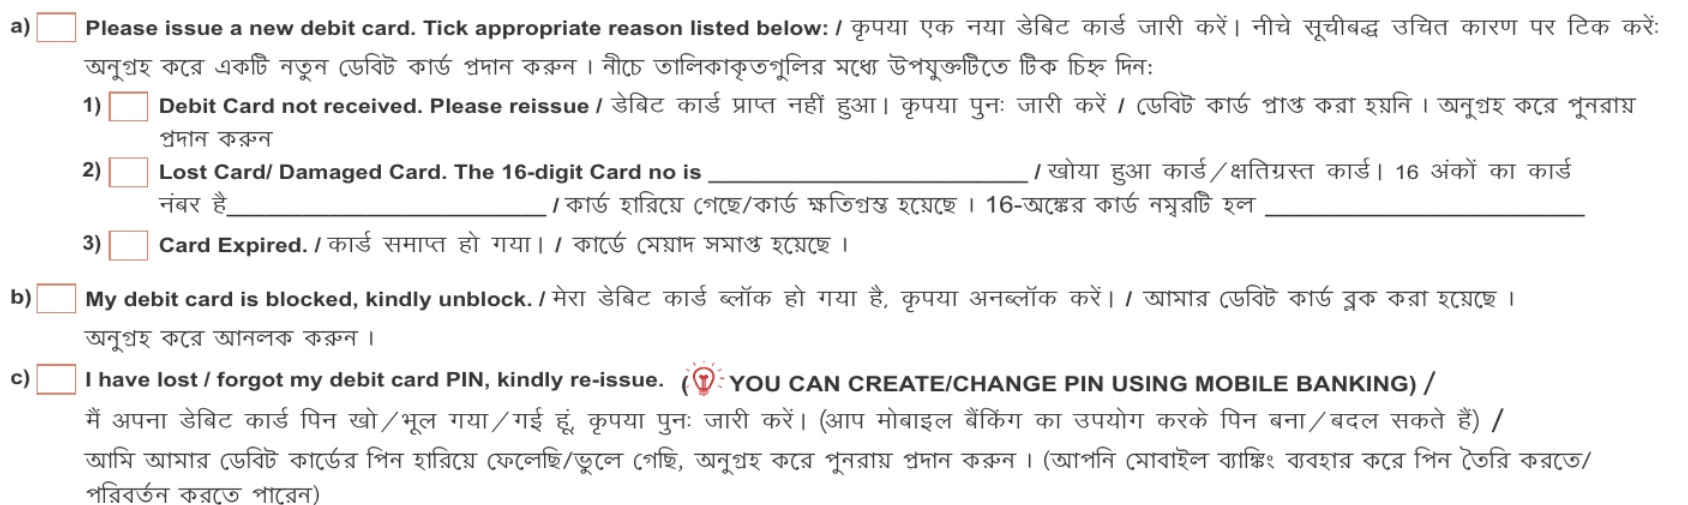 a) Please issue a new debit card. Tick appropriate reason listed below: / कृपया एक नया डेबिट कार्ड जारी करें। नीचे सूचीबद्ध उचित कारण पर टिक करें:
অনুগ্রহ করে একটি নতুন ডেবিট কার্ড প্রদান করুন । নীচে তালিকাকৃতগুলির মধ্যে উপযুক্তটিতে টিক চিহ্ন দিন:
1) Debit Card not received. Please reissue / डेबिट कार्ड प्राप्त नहीं हुआ। कृपया पुनः जारी करें / ডেবিট কার্ড প্রাপ্ত করা হয়নি । অনুগ্রহ করে পুনরায়
প্রদান করুন
2) Lost Card/ Damaged Card. The 16-digit Card no is ____________________ / खोया हुआ कार्ड/क्षतिग्रस्त कार्ड। 16 अंकों का कार्ड
नंबर है____________________ / কার্ড হারিয়ে গেছে/কার্ড ক্ষতিগ্রস্ত হয়েছে । 16-অঙ্কের কার্ড নম্বরটি হল ____________________
3) Card Expired. / कार्ड समाप्त हो गया। / কার্ডে মেয়াদ সমাপ্ত হয়েছে ।
b) My debit card is blocked, kindly unblock. / मेरा डेबिट कार्ड ब्लॉक हो गया है, कृपया अनब्लॉक करें। / আমার ডেবিট কার্ড ব্লক করা হয়েছে ।
অনুগ্রহ করে আনলক করুন ।
c) I have lost / forgot my debit card PIN, kindly re-issue. ( YOU CAN CREATE/CHANGE PIN USING MOBILE BANKING) /
मैं अपना डेबिट कार्ड पिन खो/भूल गया/गई हूं, कृपया पुनः जारी करें। (आप मोबाइल बैंकिंग का उपयोग करके पिन बना/बदल सकते हैं) /
আমি আমার ডেবিট কার্ডের পিন হারিয়ে ফেলেছি/ভুলে গেছি, অনুগ্রহ করে পুনরায় প্রদান করুন । (আপনি মোবাইল ব্যাঙ্কিং ব্যবহার করে পিন তৈরি করতে/
পরিবর্তন করতে পারেন)